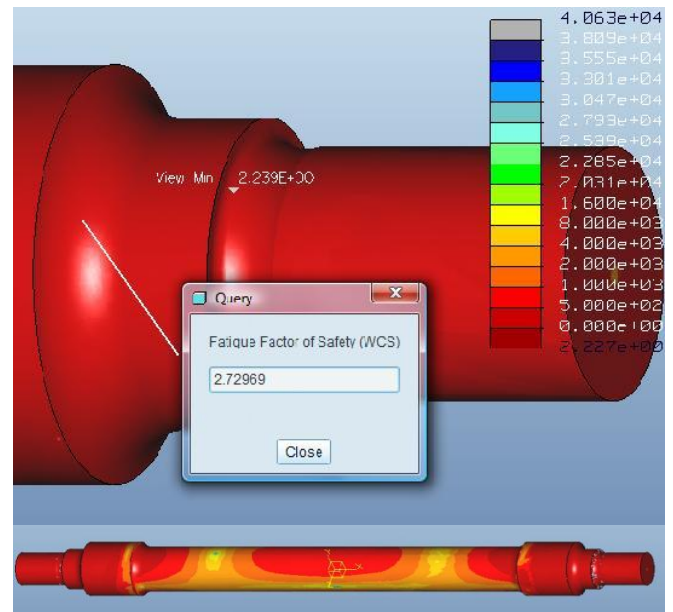 4.063e+04
3.809e+04
3.555e+04
3.301e+04
3.047e+04
2.793e+04
2.539e+04
2.285e+04
2.031e+04
1.600e+04
8.000e+03
4.000e+03
2.000e+03
1.000e+03
5.000e+02
0.000e+00
2.227e+00
View Min 2.239E+00
Query
Fatigue Factor of Safety (WCS)
2.72969
Close